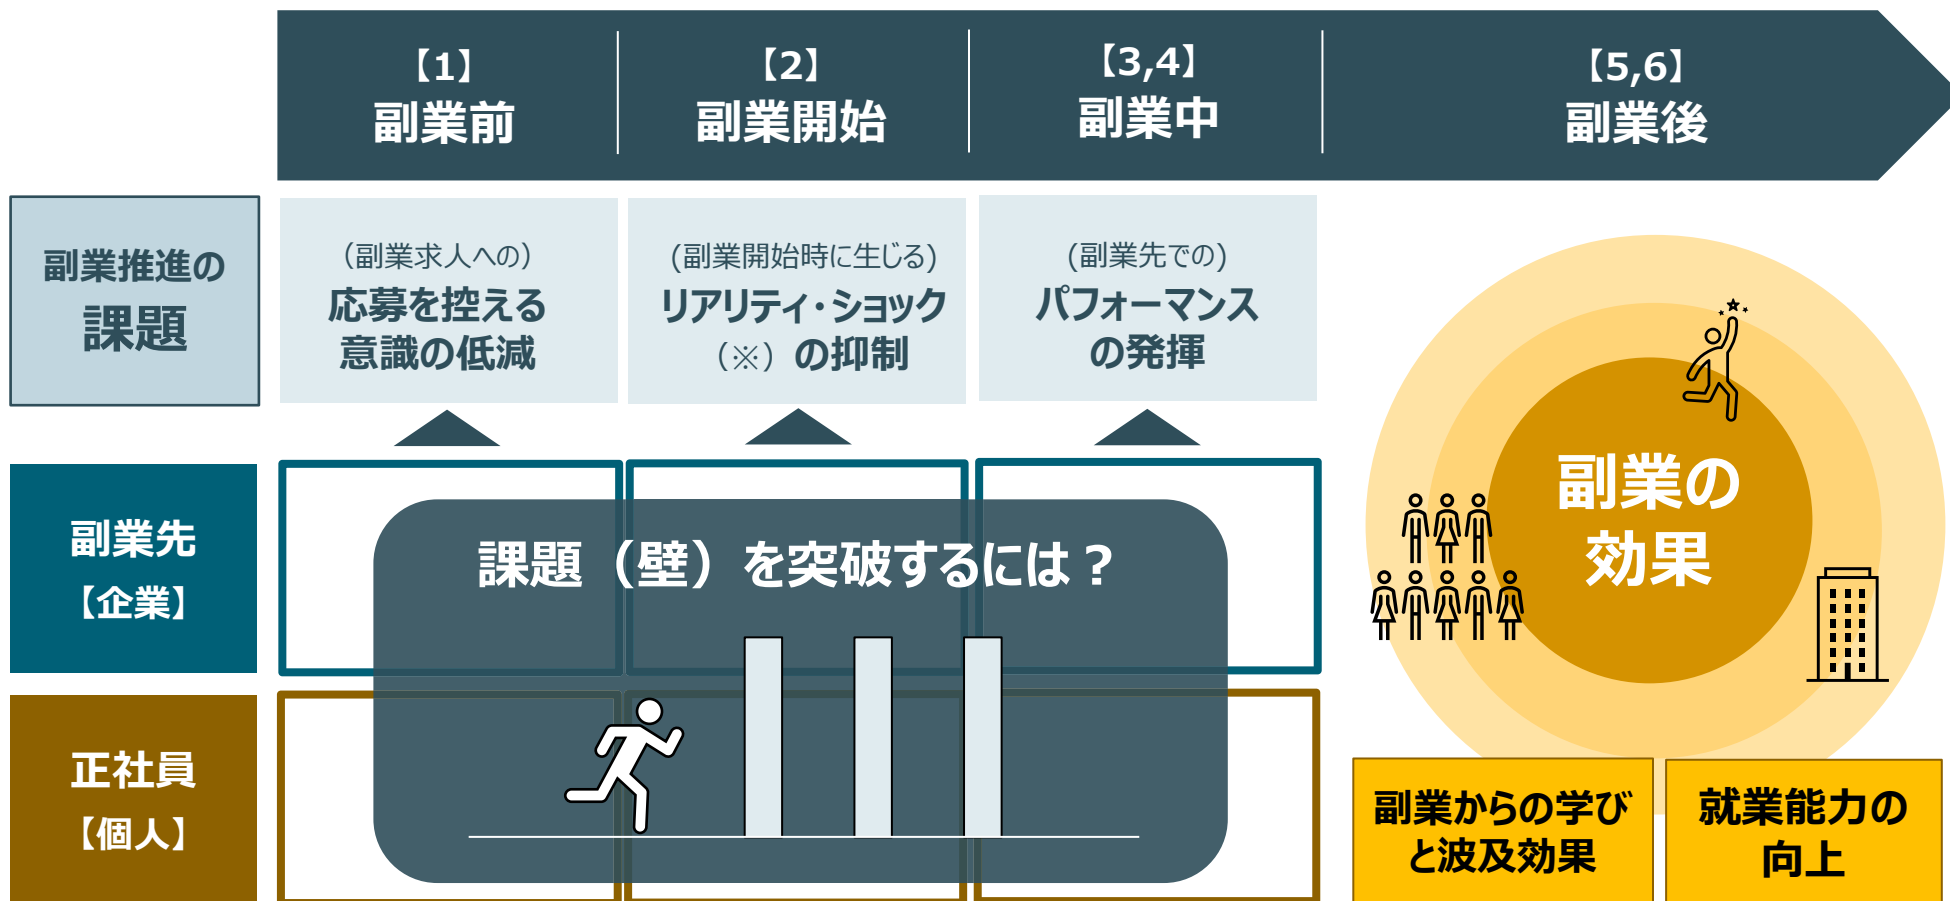 【1】
副業前
【2】
副業開始
【3,4】
副業中
【5,6】
副業後
副業推進の
課題
（副業求人への）
応募を控える
意識の低減
(副業開始時に生じる)
リアリティ・ショック
（※）の抑制
(副業先での)
パフォーマンス
の発揮
副業先
【企業】
正社員
【個人】
課題（壁）を突破するには？
副業の
効果
副業からの学び
と波及効果
就業能力の
向上